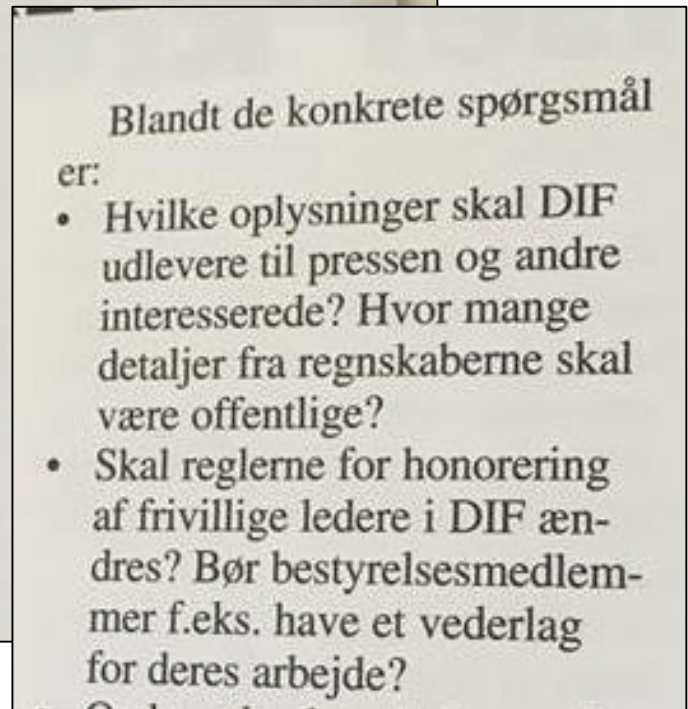 Blandt de konkrete spørgsmål
er:
• Hvilke oplysninger skal DIF
udlevere til pressen og andre
interesserede? Hvor mange
detaljer fra regnskaberne skal
være offentlige?
• Skal reglerne for honorering
af frivillige ledere i DIF æn-
dres? Bør bestyrelsesmedlem-
mer f.eks. have et vederlag
for deres arbejde?